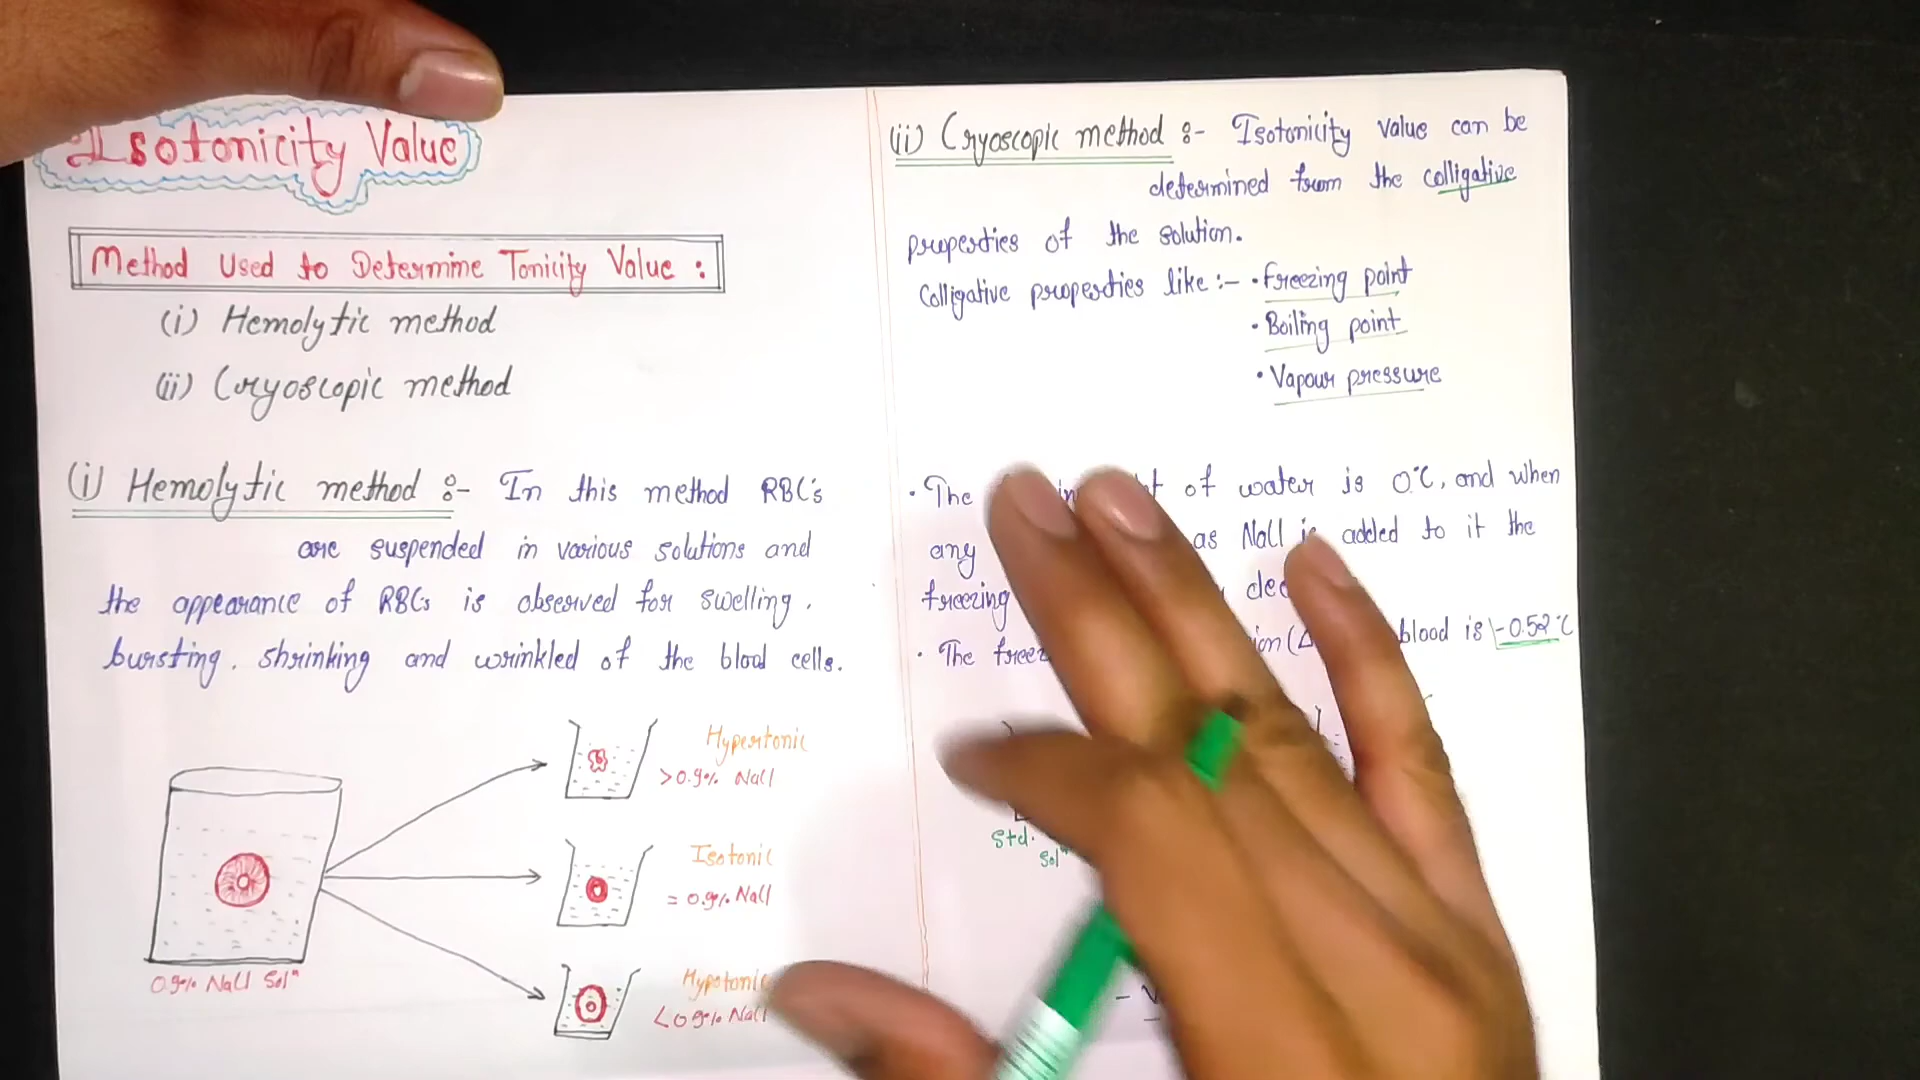 Isotonicity Value
Method Used to Determine Tonicity Value :
(i) Hemolytic method
(ii) Cryoscopic method
(i) Hemolytic method :- In this method RBC's
are suspended in various solutions and
the appearance of RBCs is observed for swelling,
bursting, shrinking and wrinkled of the blood cells.
Hypertonic
>0.9% NaCl
Isotonic
= 0.9% NaCl
Hypotonic
<0.9% NaCl
0.9% NaCl Solⁿ
(ii) Cryoscopic method :- Isotonicity value can be
determined from the colligative
properties of the solution.
Colligative properties like :- • Freezing point
• Boiling point
• Vapour pressure
• The of water is 0°C, and when
any as NaCl is added to it the
freezing
• The blood is -0.52°C
Std.
Solⁿ